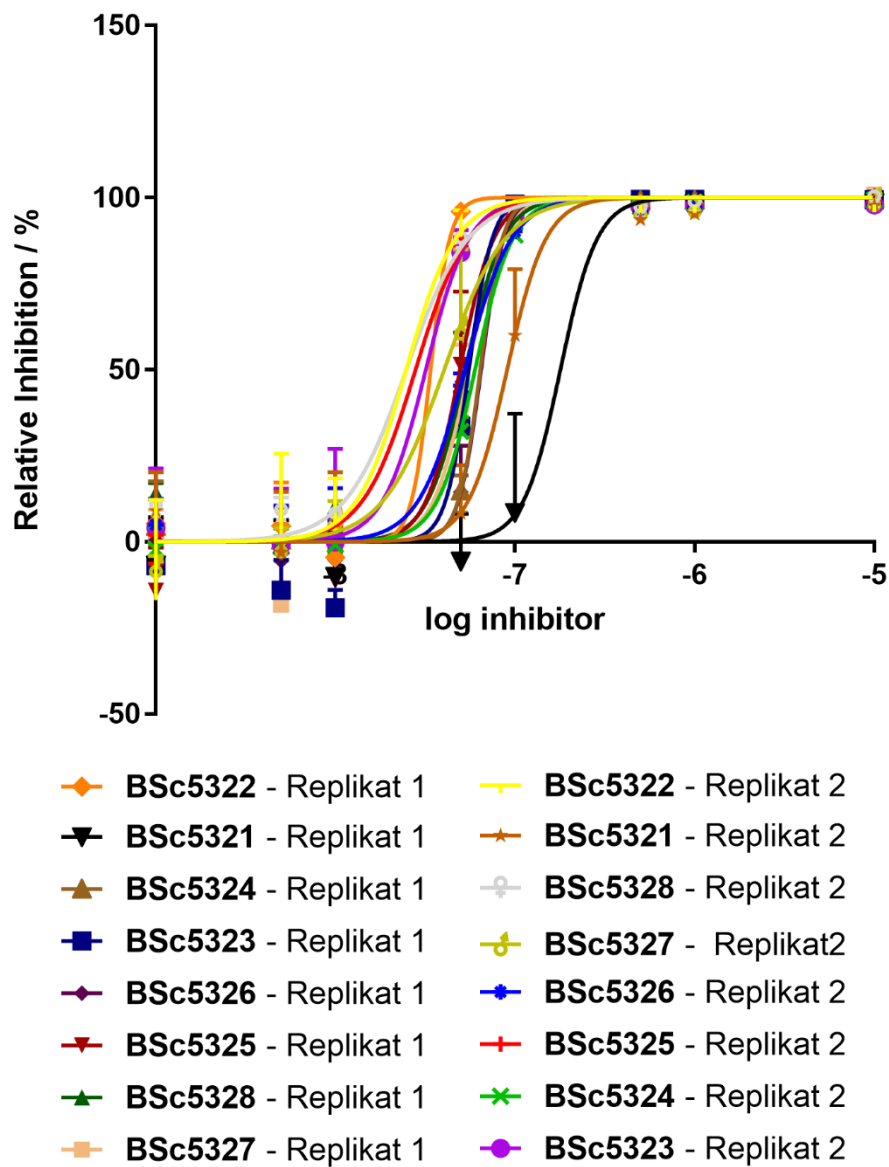 150
100
50
0
-50
Relative Inhibition / %
-8
-7
-6
-5
log inhibitor
BSc5322 - Replikat 1
BSc5322 - Replikat 2
BSc5321 - Replikat 1
BSc5321 - Replikat 2
BSc5324 - Replikat 1
BSc5328 - Replikat 2
BSc5323 - Replikat 1
BSc5327 - Replikat2
BSc5326 - Replikat 1
BSc5326 - Replikat 2
BSc5325 - Replikat 1
BSc5325 - Replikat 2
BSc5328 - Replikat 1
BSc5324 - Replikat 2
BSc5327 - Replikat 1
BSc5323 - Replikat 2